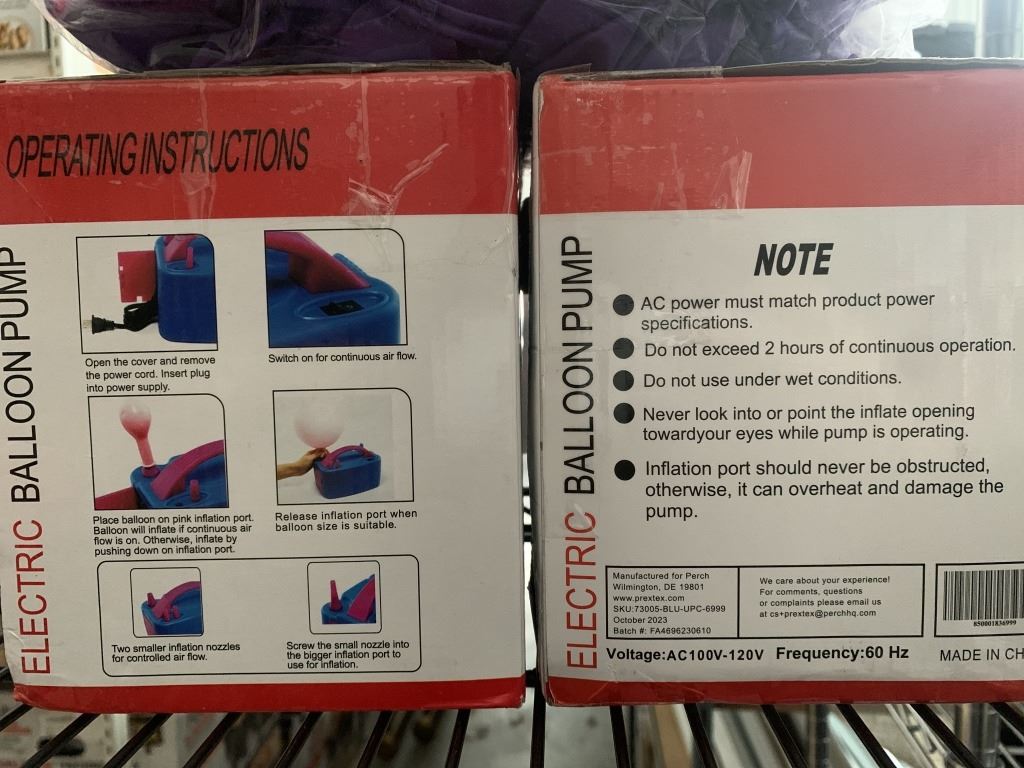 OPERATING INSTRUCTIONS
ELECTRIC BALLOON PUMP
Open the cover and remove
the power cord. Insert plug
into power supply.
Switch on for continuous air flow.
Place balloon on pink inflation port.
Balloon will inflate if continuous air
flow is on. Otherwise, inflate by
pushing down on inflation port.
Release inflation port when
balloon size is suitable.
Two smaller inflation nozzles
for controlled air flow.
Screw the small nozzle into
the bigger inflation port to
use for inflation.
ELECTRIC BALLOON PUMP
NOTE
AC power must match product power
specifications.
Do not exceed 2 hours of continuous operation.
Do not use under wet conditions.
Never look into or point the inflate opening
towardyour eyes while pump is operating.
Inflation port should never be obstructed,
otherwise, it can overheat and damage the
pump.
Manufactured for Perch
Wilmington, DE 19801
www.prextex.com
SKU:73005-BLU-UPC-6999
October 2023
Batch #: FA4696230610
We care about your experience!
For comments, questions
or complaints please email us
at cs+prextex@perchhq.com
850001836999
Voltage:AC100V-120V Frequency:60 Hz
MADE IN CH